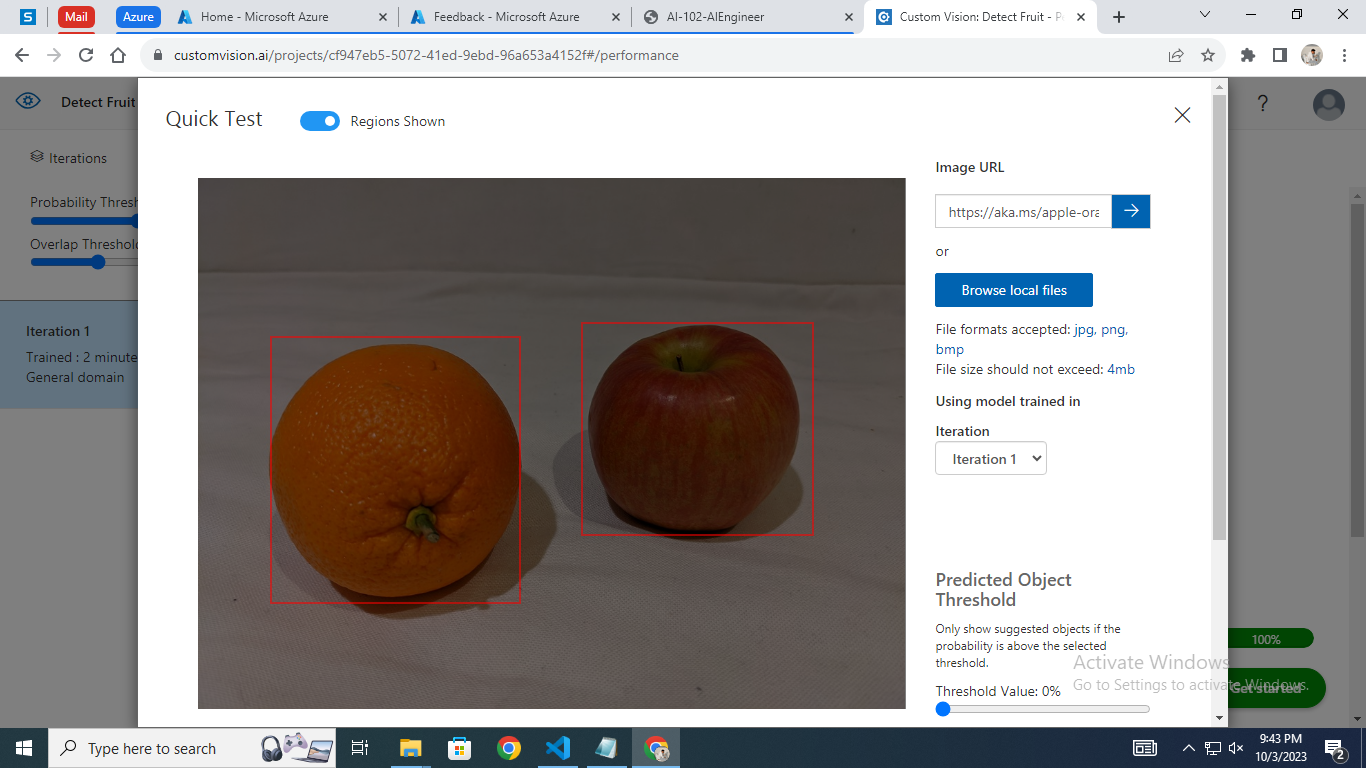 S
Mail
Azure
Home - Microsoft Azure
Feedback - Microsoft Azure
AI-102-AIEngineer
Custom Vision: Detect Fruit - P
customvision.ai/projects/cf947eb5-5072-41ed-9ebd-96a653a4152f#/performance
Detect Fruit
?
Iterations
Probability Thresh
Overlap Threshold
Iteration 1
Trained : 2 minute
General domain
Quick Test
Regions Shown
Image URL
https://aka.ms/apple-ora
or
Browse local files
File formats accepted: jpg, png,
bmp
File size should not exceed: 4mb
Using model trained in
Iteration
Iteration 1
Predicted Object
Threshold
Only show suggested objects if the
probability is above the selected
threshold.
Threshold Value: 0%
100%
Get started
Activate Windows
Go to Settings to activate Windows.
Type here to search
9:43 PM
10/3/2023
2